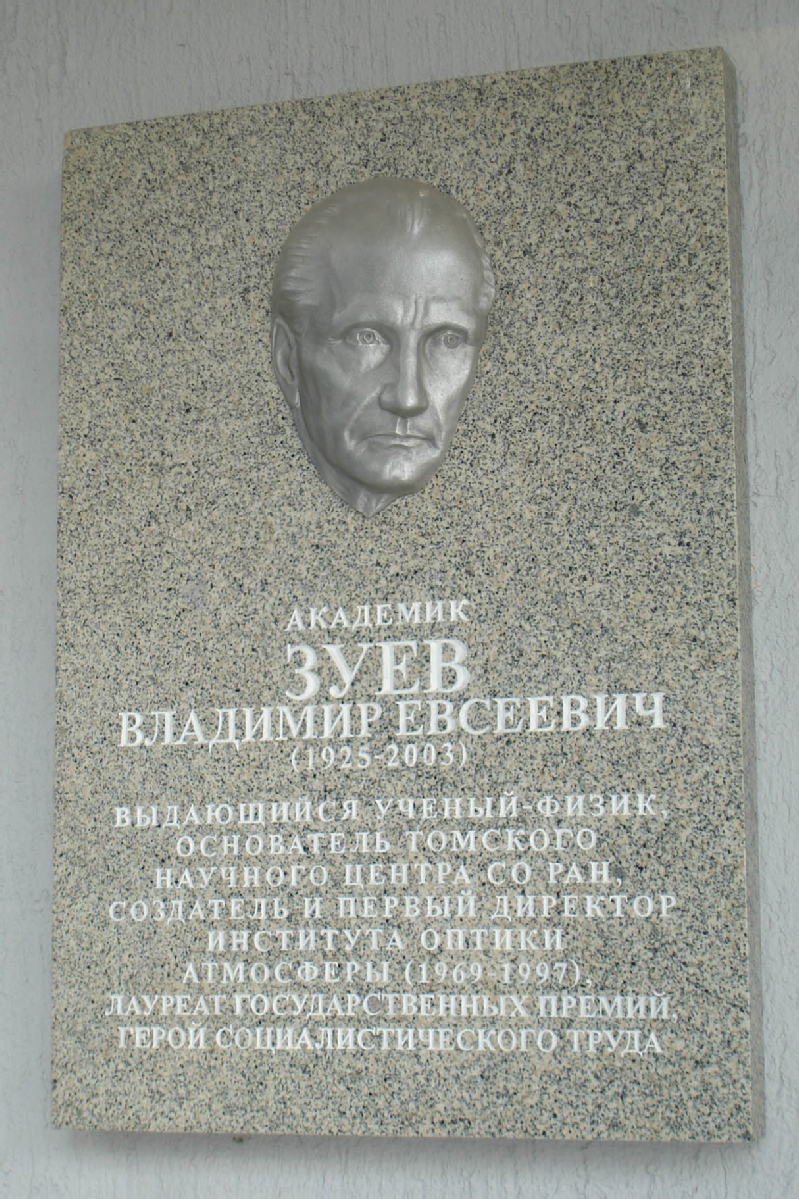 АКАДЕМИК
ЗУЕВ
ВЛАДИМИР ЕВСЕЕВИЧ
(1925-2003)
ВЫДАЮЩИЙСЯ УЧЕНЫЙ-ФИЗИК,
ОСНОВАТЕЛЬ ТОМСКОГО
НАУЧНОГО ЦЕНТРА СО РАН,
СОЗДАТЕЛЬ И ПЕРВЫЙ ДИРЕКТОР
ИНСТИТУТА ОПТИКИ
АТМОСФЕРЫ (1969-1997),
ЛАУРЕАТ ГОСУДАРСТВЕННЫХ ПРЕМИЙ,
ГЕРОЙ СОЦИАЛИСТИЧЕСКОГО ТРУДА